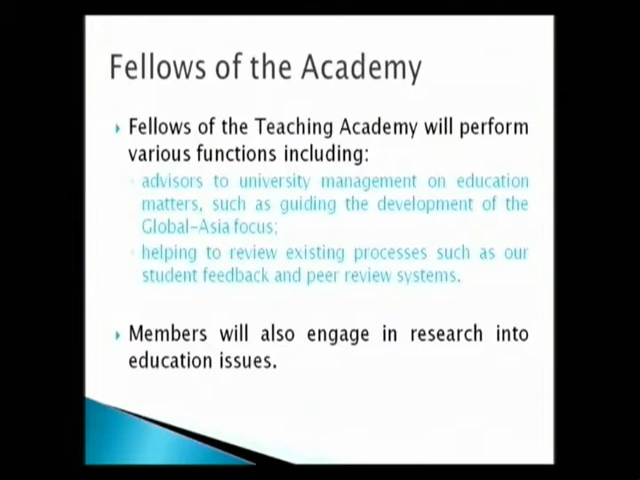 Fellows of the Academy
Fellows of the Teaching Academy will perform
various functions including:
advisors to university management on education
matters, such as guiding the development of the
Global-Asia focus;
helping to review existing processes such as our
student feedback and peer review systems.
Members will also engage in research into
education issues.